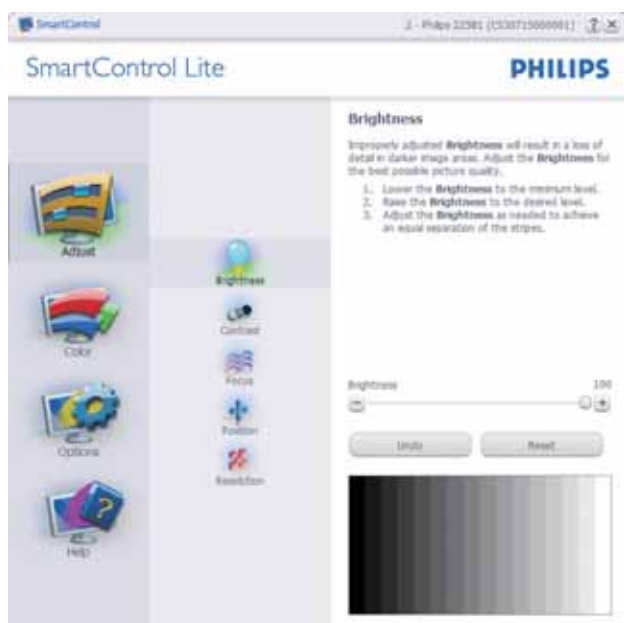 SmartControl
2 - Philips 225B1 (CS30715000001) ? X
SmartControl Lite
PHILIPS
Adjust
Color
Options
Help
Brightness
Contrast
Focus
Position
Resolution
Brightness
Improperly adjusted Brightness will result in a loss of
detail in darker image areas. Adjust the Brightness for
the best possible picture quality.
1. Lower the Brightness to the minimum level.
2. Raise the Brightness to the desired level.
3. Adjust the Brightness as needed to achieve
an equal separation of the stripes.
Brightness 100
Undo Reset